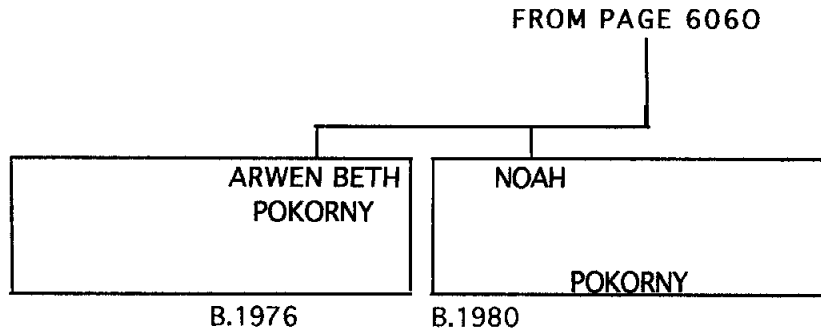 FROM PAGE 6060
ARWEN BETH
POKORNY
NOAH
POKORNY
B.1976
B.1980